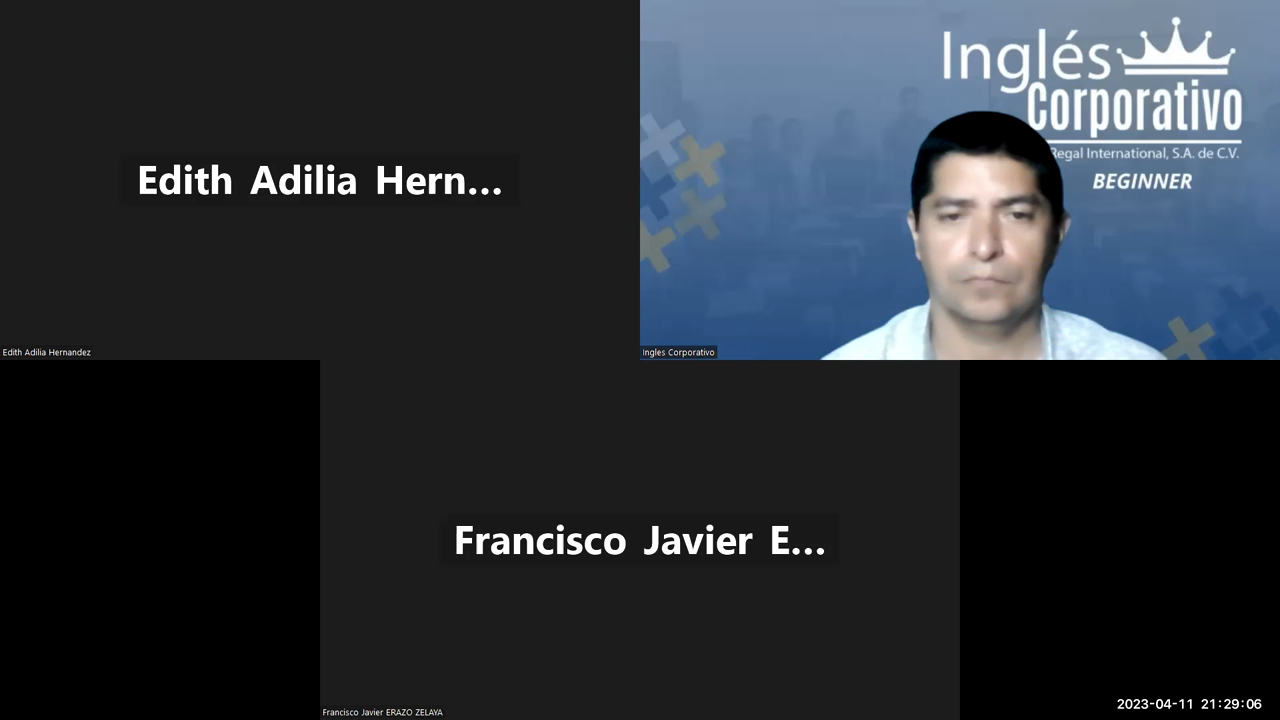 Edith Adilia Hern...
Edith Adilia Hernandez
Inglés
Corporativo
Regal International, S.A. de C.V.
BEGINNER
Ingles Corporativo
Francisco Javier E...
Francisco Javier ERAZO ZELAYA
2023-04-11 21:29:06